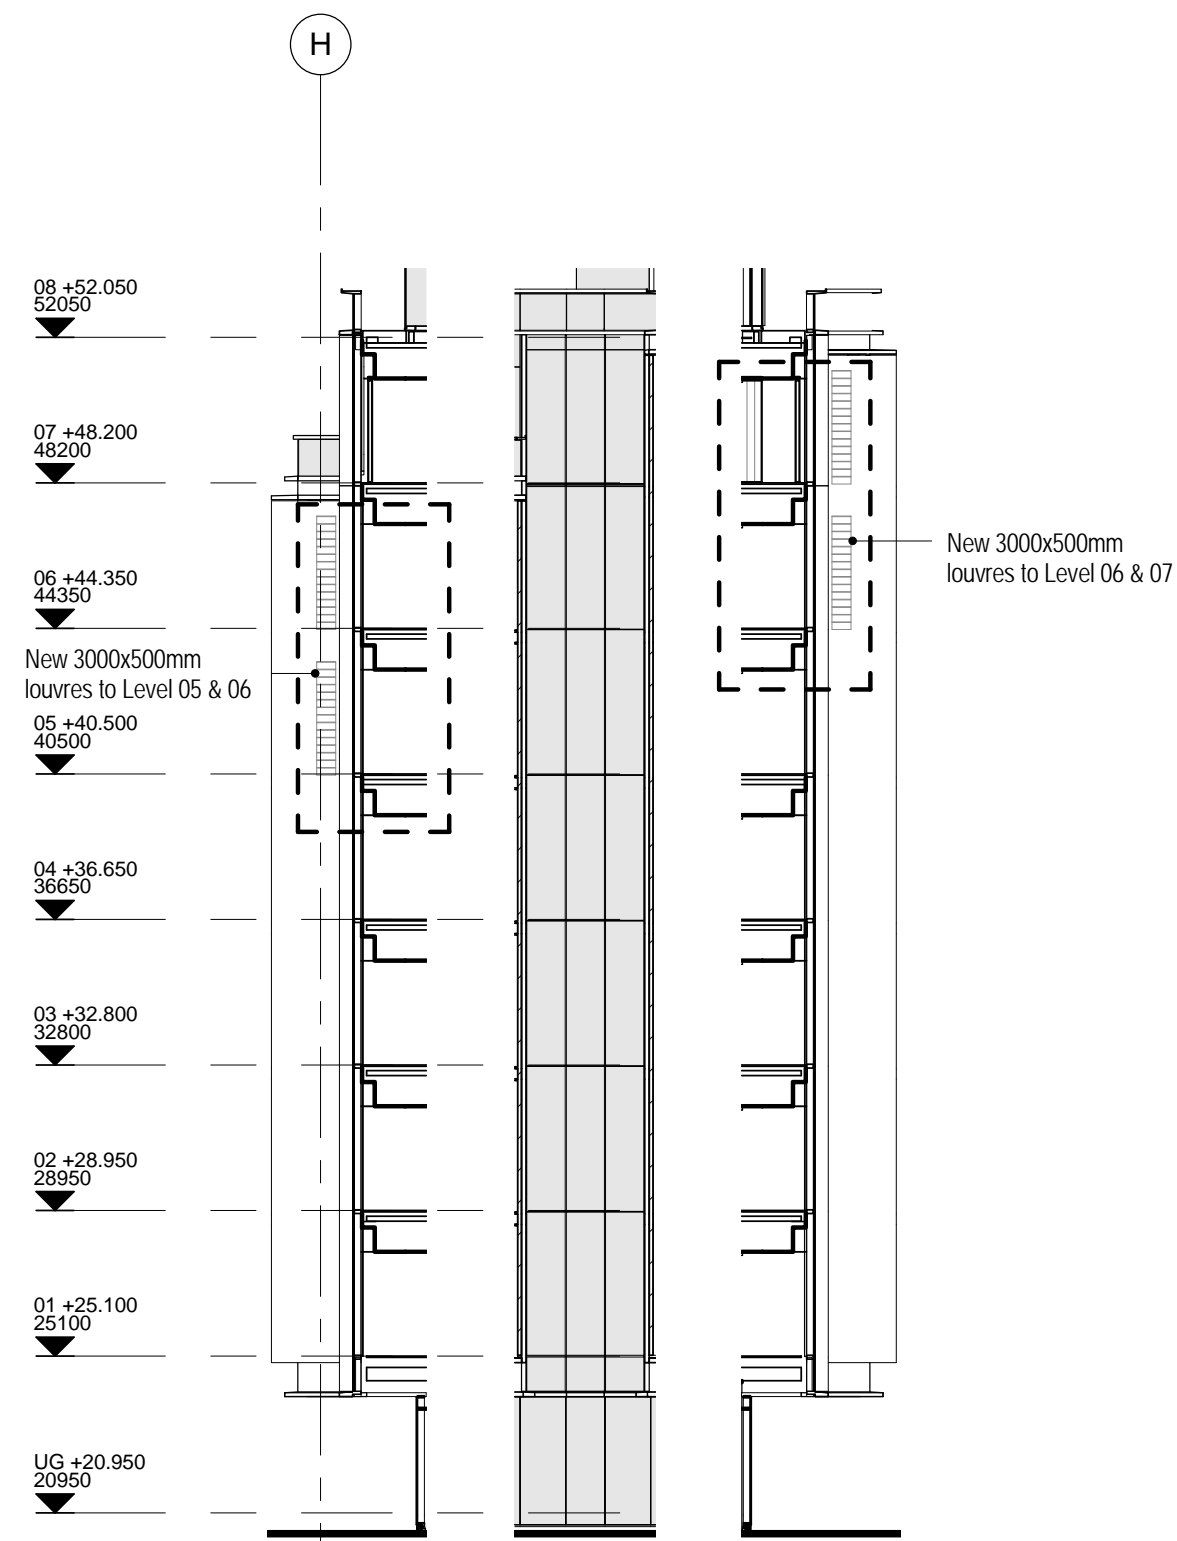 H
08 +52.050
52050
07 +48.200
48200
New 3000x500mm
louvres to Level 06 & 07
06 +44.350
44350
New 3000x500mm
louvres to Level 05 & 06
05 +40.500
40500
04 +36.650
36650
03 +32.800
32800
02 +28.950
28950
01 +25.100
25100
UG +20.950
20950